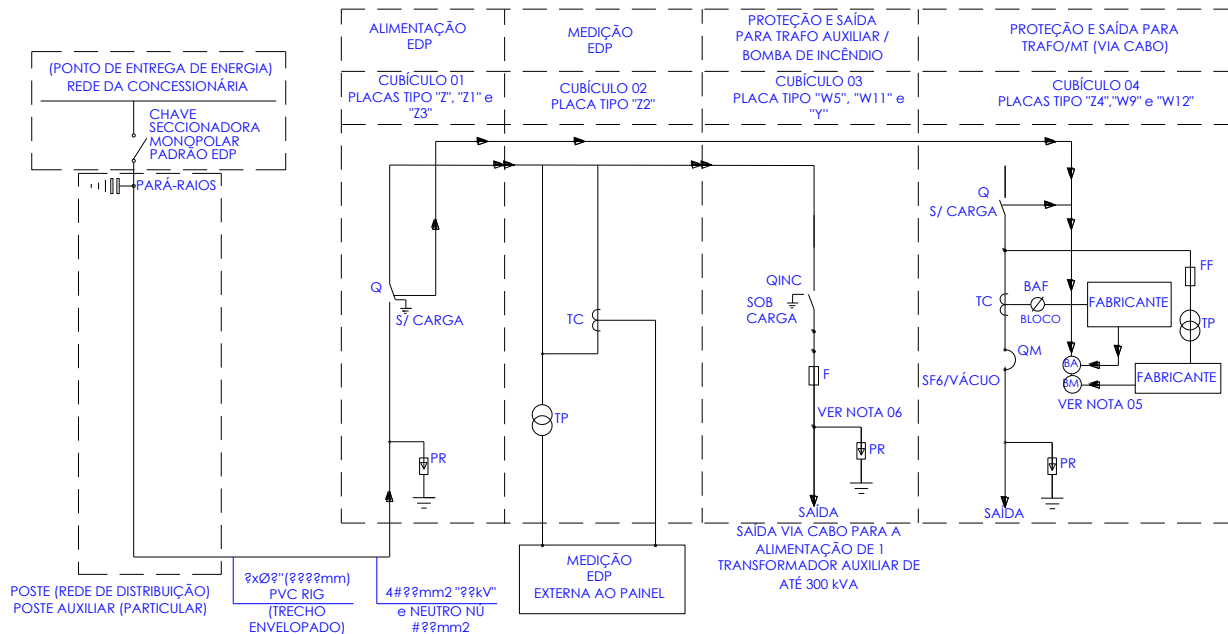 ALIMENTAÇÃO
EDP
MEDIÇÃO
EDP
PROTEÇÃO E SAÍDA
PARA TRAFO AUXILIAR /
BOMBA DE INCÊNDIO
PROTEÇÃO E SAÍDA PARA
TRAFO/MT (VIA CABO)
(PONTO DE ENTREGA DE ENERGIA)
REDE DA CONCESSIONÁRIA
CUBÍCULO 01
PLACAS TIPO "Z", "Z1" e
"Z3"
CUBÍCULO 02
PLACA TIPO "Z2"
CUBÍCULO 03
PLACA TIPO "W5", "W11" e
"Y"
CUBÍCULO 04
PLACAS TIPO "Z4","W9" e "W12"
CHAVE
SECCIONADORA
MONOPOLAR
PADRÃO EDP
PARÁ-RAIOS
Q
S/ CARGA
PR
TC
TP
QINC
SOB
CARGA
F
VER NOTA 06
PR
SAÍDA
Q
S/ CARGA
FF
BAF
TC
BLOCO
FABRICANTE
TP
QM
SF6/VÁCUO
BA
BM
FABRICANTE
VER NOTA 05
PR
SAÍDA
SAÍDA VIA CABO PARA A
ALIMENTAÇÃO DE 1
TRANSFORMADOR AUXILIAR DE
ATÉ 300 kVA
MEDIÇÃO
EDP
EXTERNA AO PAINEL
POSTE (REDE DE DISTRIBUIÇÃO)
POSTE AUXILIAR (PARTICULAR)
?xØ?"(????mm)
PVC RIG
(TRECHO
ENVELOPADO)
4#??mm2 "??kV"
e NEUTRO NÚ
#??mm2